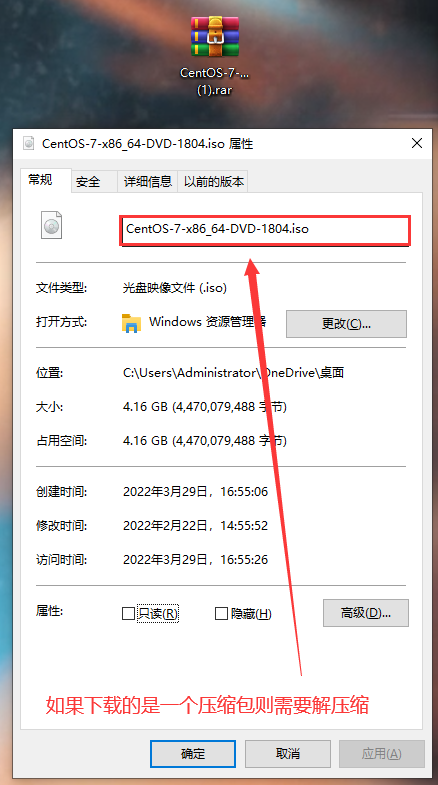 CentOS-7-...
(1).rar
CentOS-7-x86_64-DVD-1804.iso 属性
常规 安全 详细信息 以前的版本
CentOS-7-x86_64-DVD-1804.iso
文件类型: 光盘映像文件 (.iso)
打开方式: Windows 资源管理器 更改(C)...
位置: C:\Users\Administrator\OneDrive\桌面
大小: 4.16 GB (4,470,079,488 字节)
占用空间: 4.16 GB (4,470,079,488 字节)
创建时间: 2022年3月29日，16:55:06
修改时间: 2022年2月22日，14:55:52
访问时间: 2022年3月29日，16:55:26
属性: 只读(R) 隐藏(H) 高级(D)...
如果下载的是一个压缩包则需要解压缩
确定 取消 应用(A)